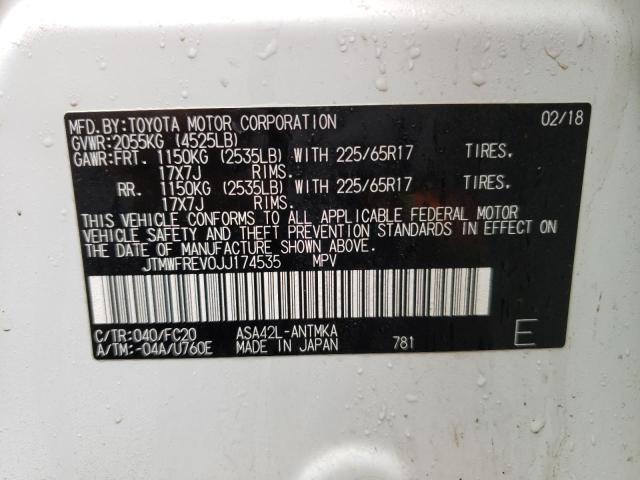 MFD.BY:TOYOTA MOTOR CORPORATION 02/18
GVWR:2055KG (4525LB)
GAWR:FRT. 1150KG (2535LB) WITH 225/65R17 TIRES.
17X7J RIMS.
RR. 1150KG (2535LB) WITH 225/65R17 TIRES.
17X7J RIMS.
THIS VEHICLE CONFORMS TO ALL APPLICABLE FEDERAL MOTOR
VEHICLE SAFETY AND THEFT PREVENTION STANDARDS IN EFFECT ON
THE DATE OF MANUFACTURE SHOWN ABOVE.
JTMWFREV0JJ174535 MPV
C/TR:040/FC20 ASA42L-ANTMKA
A/TM:-04A/U760E MADE IN JAPAN 781 E